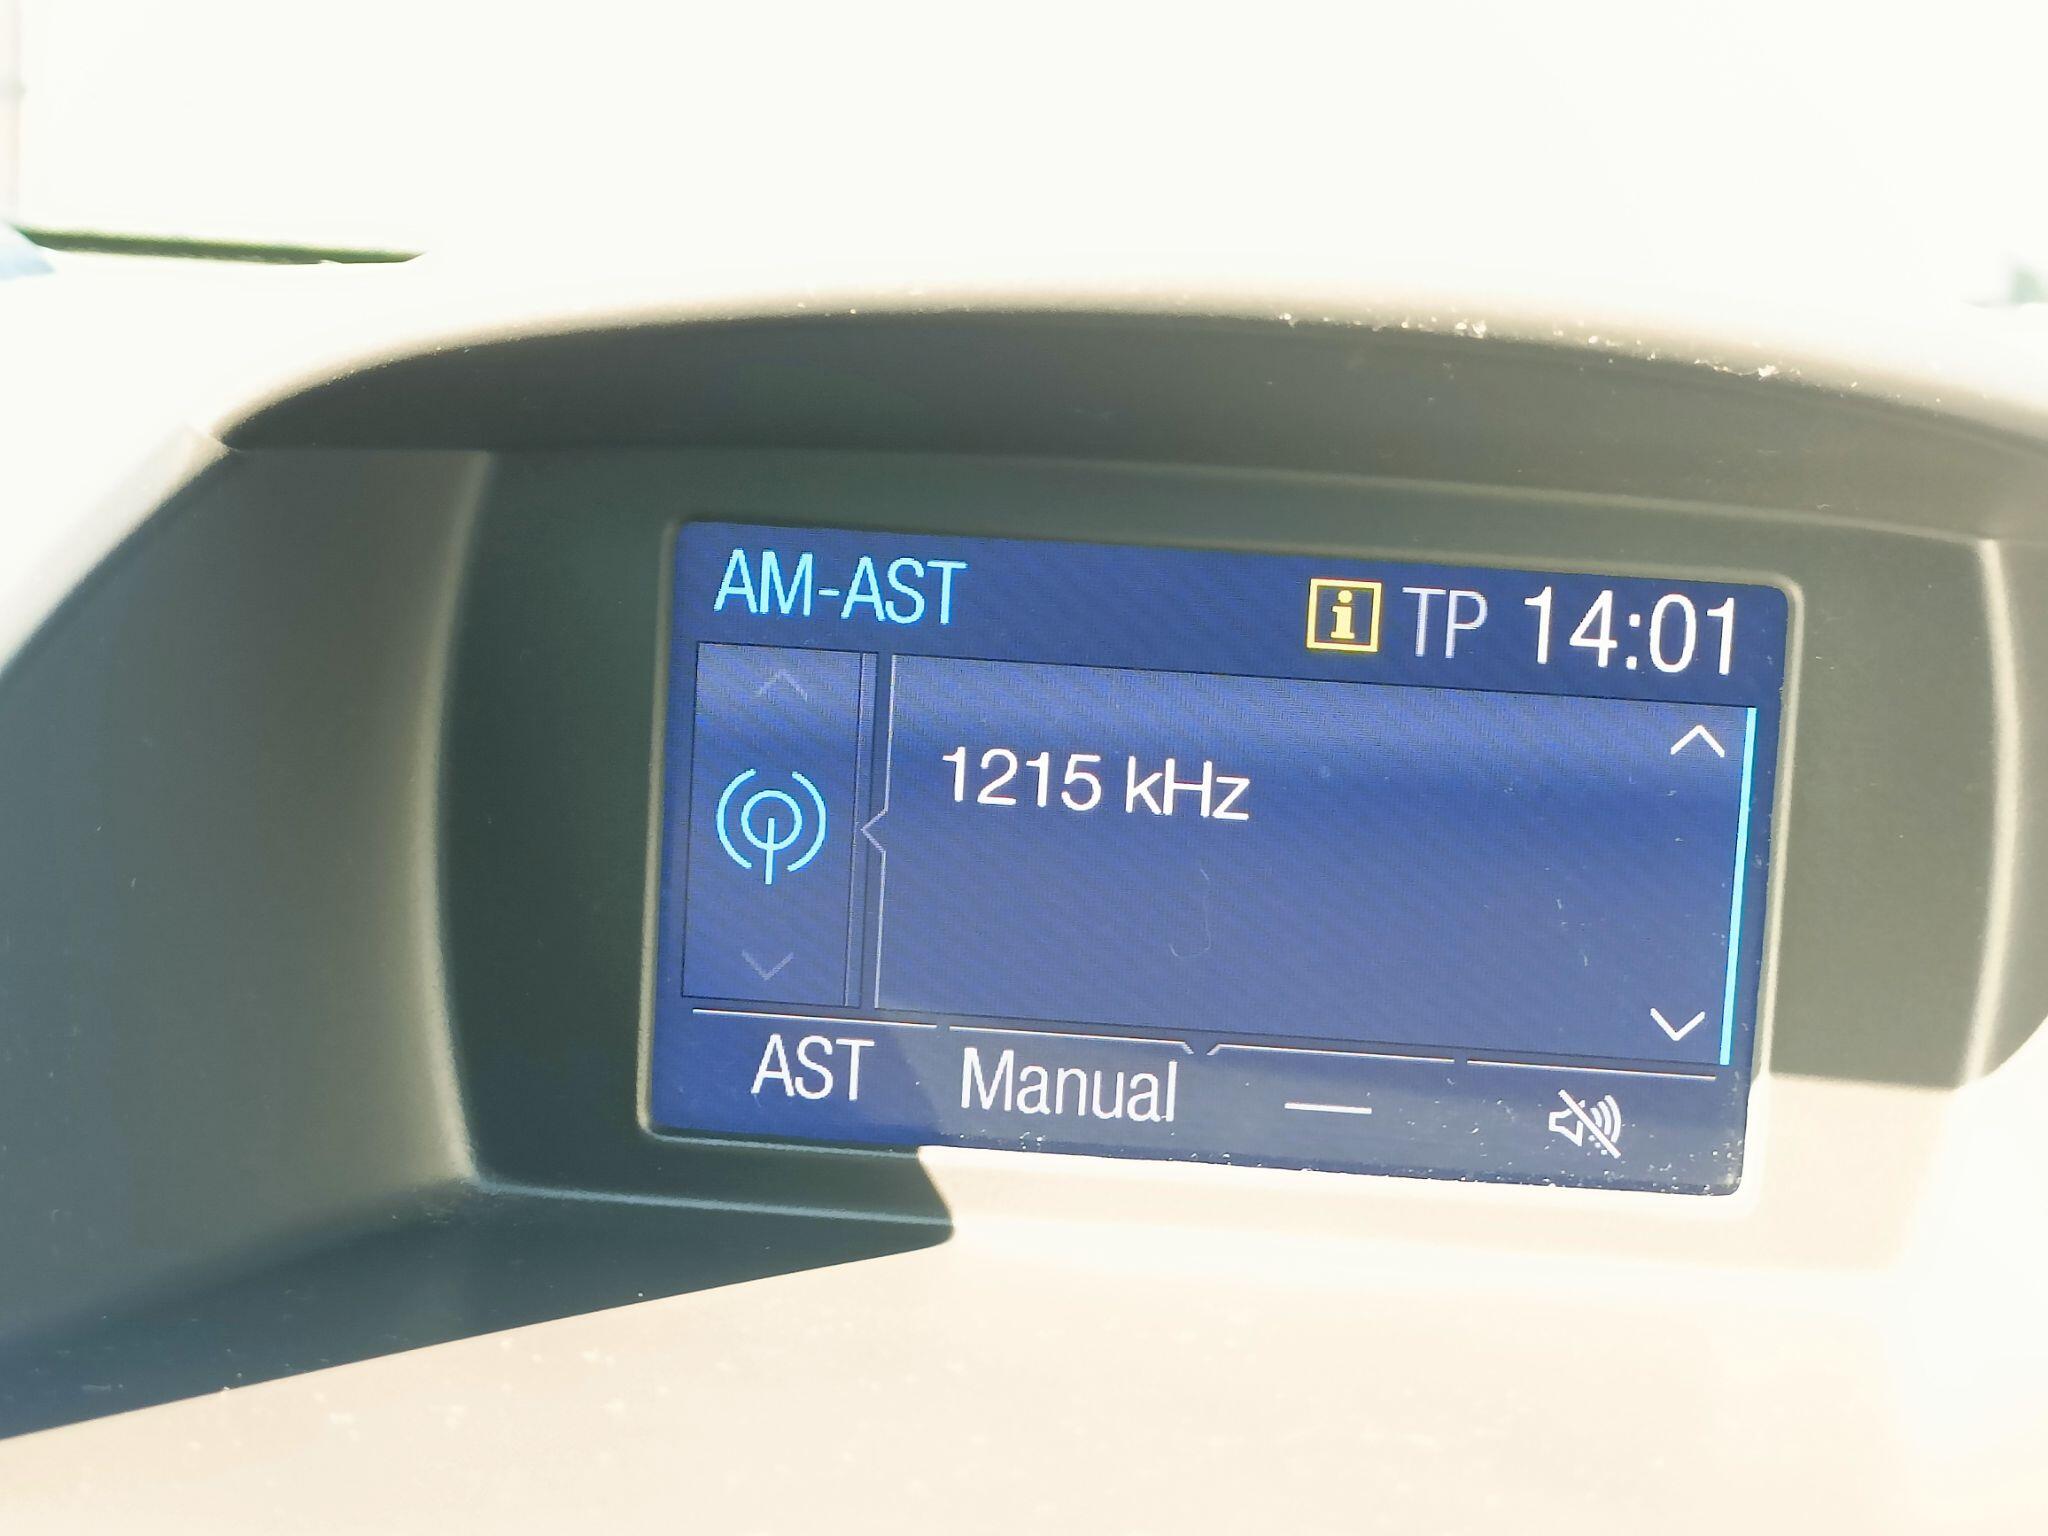 AM-AST
i TP 14:01
1215 kHz
AST Manual —